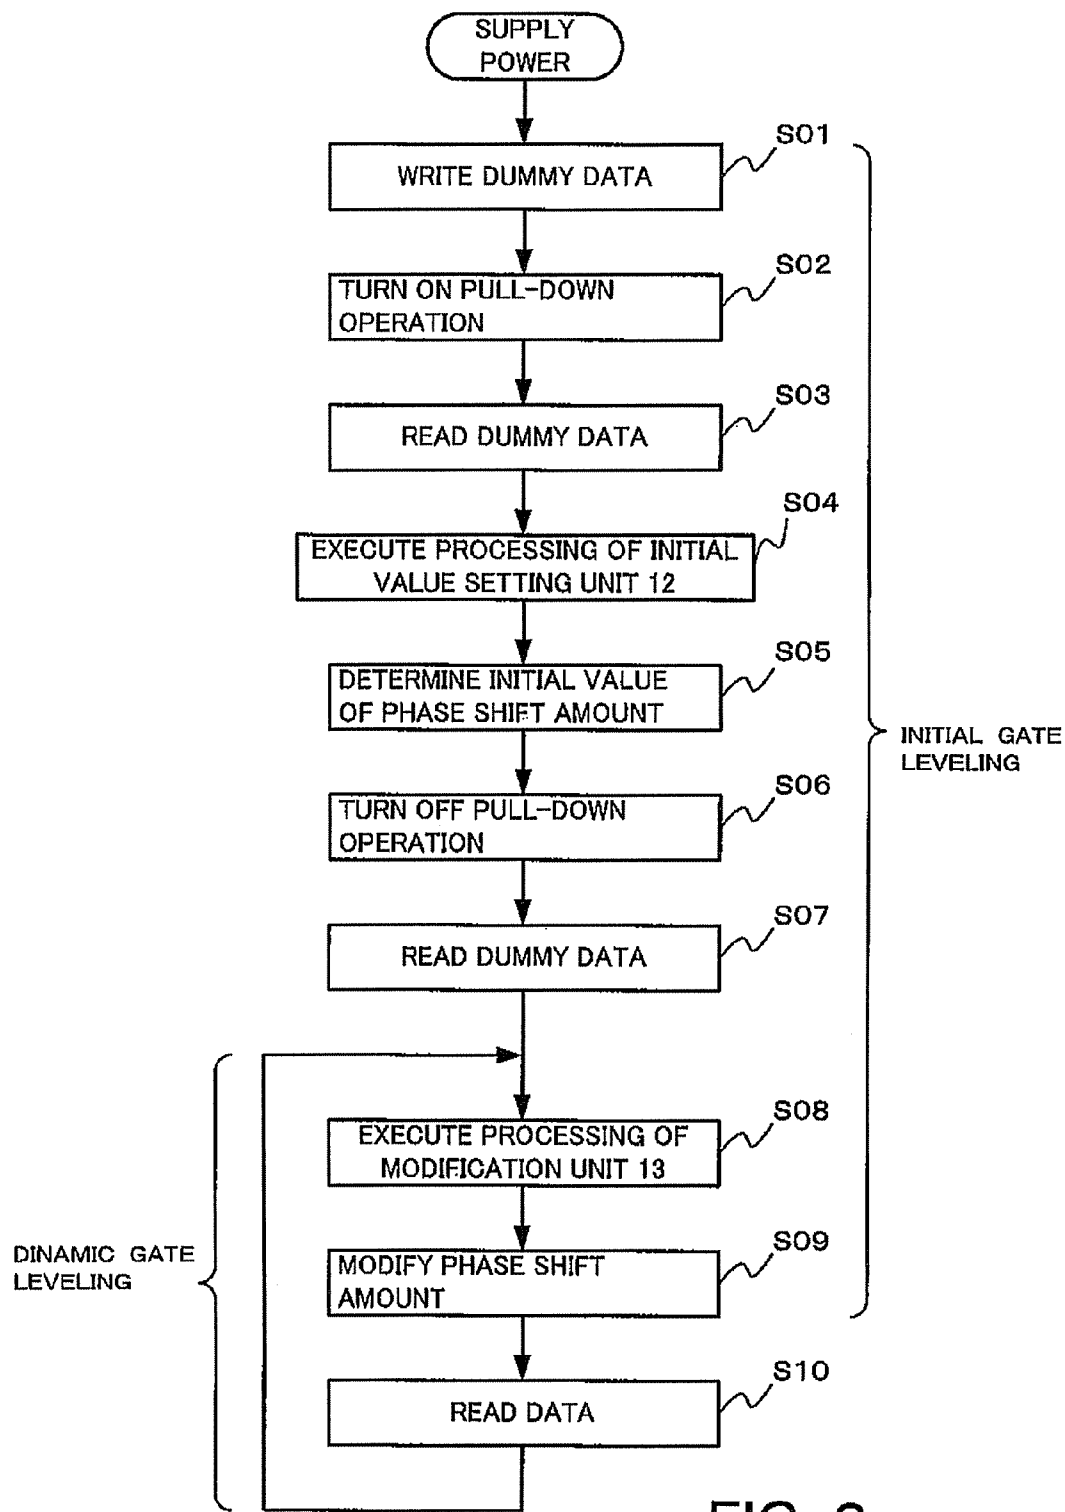 SUPPLY
POWER
S01
WRITE DUMMY DATA
S02
TURN ON PULL-DOWN
OPERATION
S03
READ DUMMY DATA
S04
EXECUTE PROCESSING OF INITIAL
VALUE SETTING UNIT 12
S05
DETERMINE INITIAL VALUE
OF PHASE SHIFT AMOUNT
INITIAL GATE
LEVELING
S06
TURN OFF PULL-DOWN
OPERATION
S07
READ DUMMY DATA
S08
EXECUTE PROCESSING OF
MODIFICATION UNIT 13
DINAMIC GATE
LEVELING
S09
MODIFY PHASE SHIFT
AMOUNT
S10
READ DATA